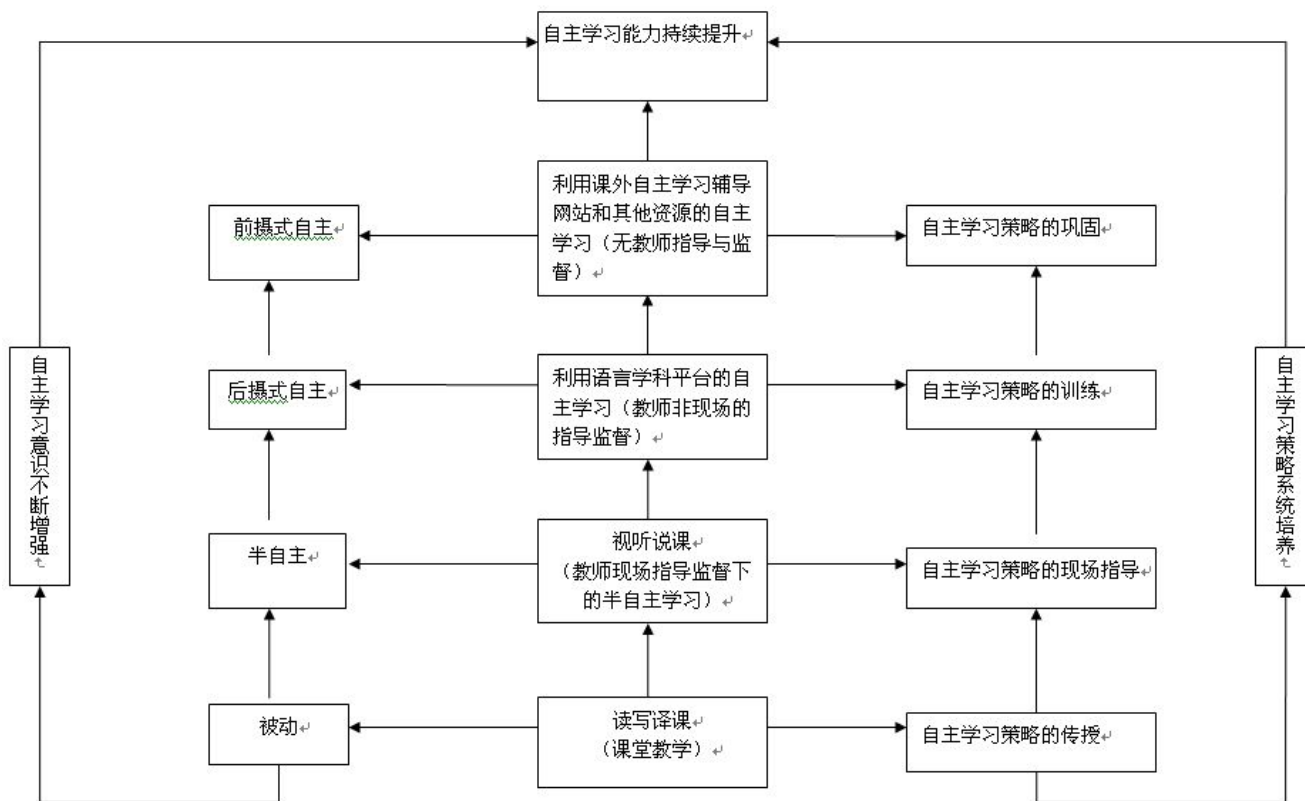 自主学习能力持续提升
利用课外自主学习辅导
网站和其他资源的自主
学习（无教师指导与监
督）
前摄式自主
自主学习策略的巩固
利用语言学科平台的自
主学习（教师非现场的
指导监督）
后摄式自主
自主学习策略的训练
自主学习意识不断增强
自主学习策略系统培养
视听说课
（教师现场指导监督下
的半自主学习）
半自主
自主学习策略的现场指导
读写译课
（课堂教学）
被动
自主学习策略的传授